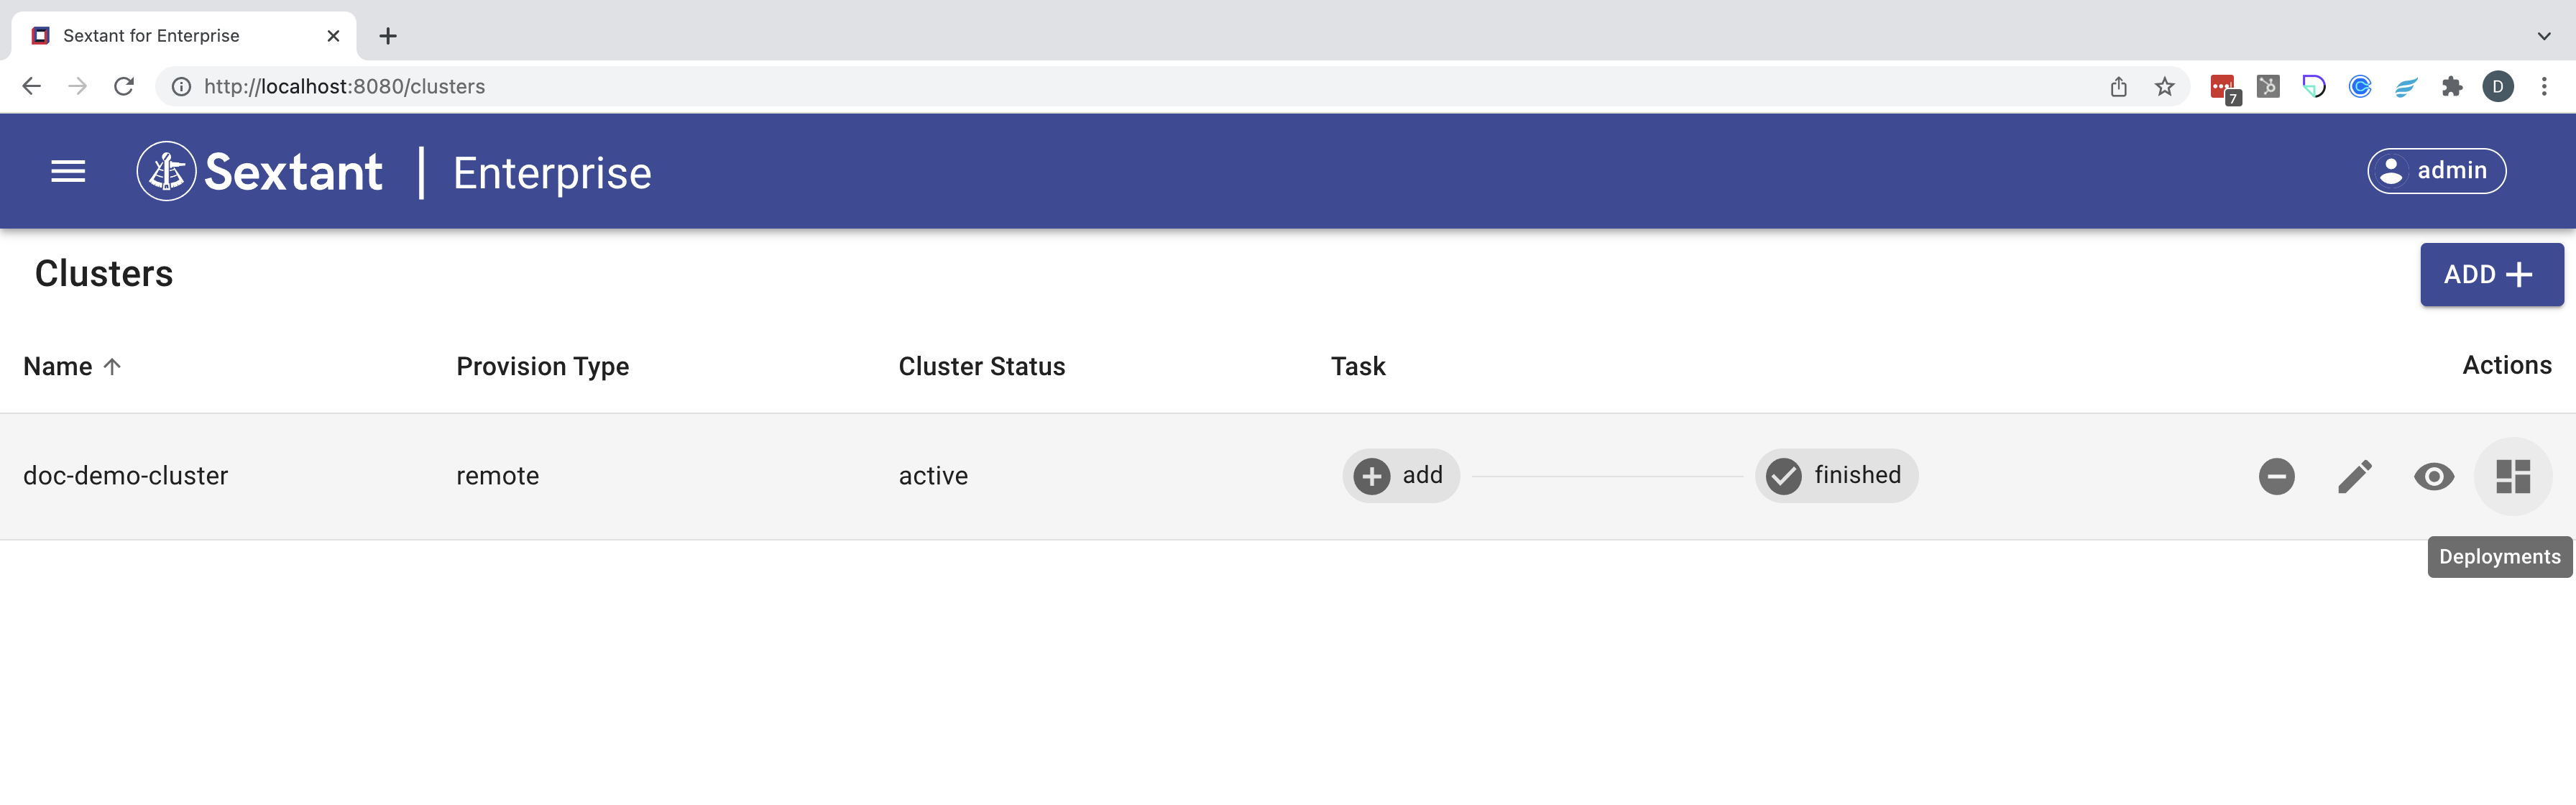 Sextant for Enterprise
http://localhost:8080/clusters
7
D
Sextant | Enterprise
admin
Clusters
ADD
Name Provision Type Cluster Status Task Actions
doc-demo-cluster remote active add finished
Deployments